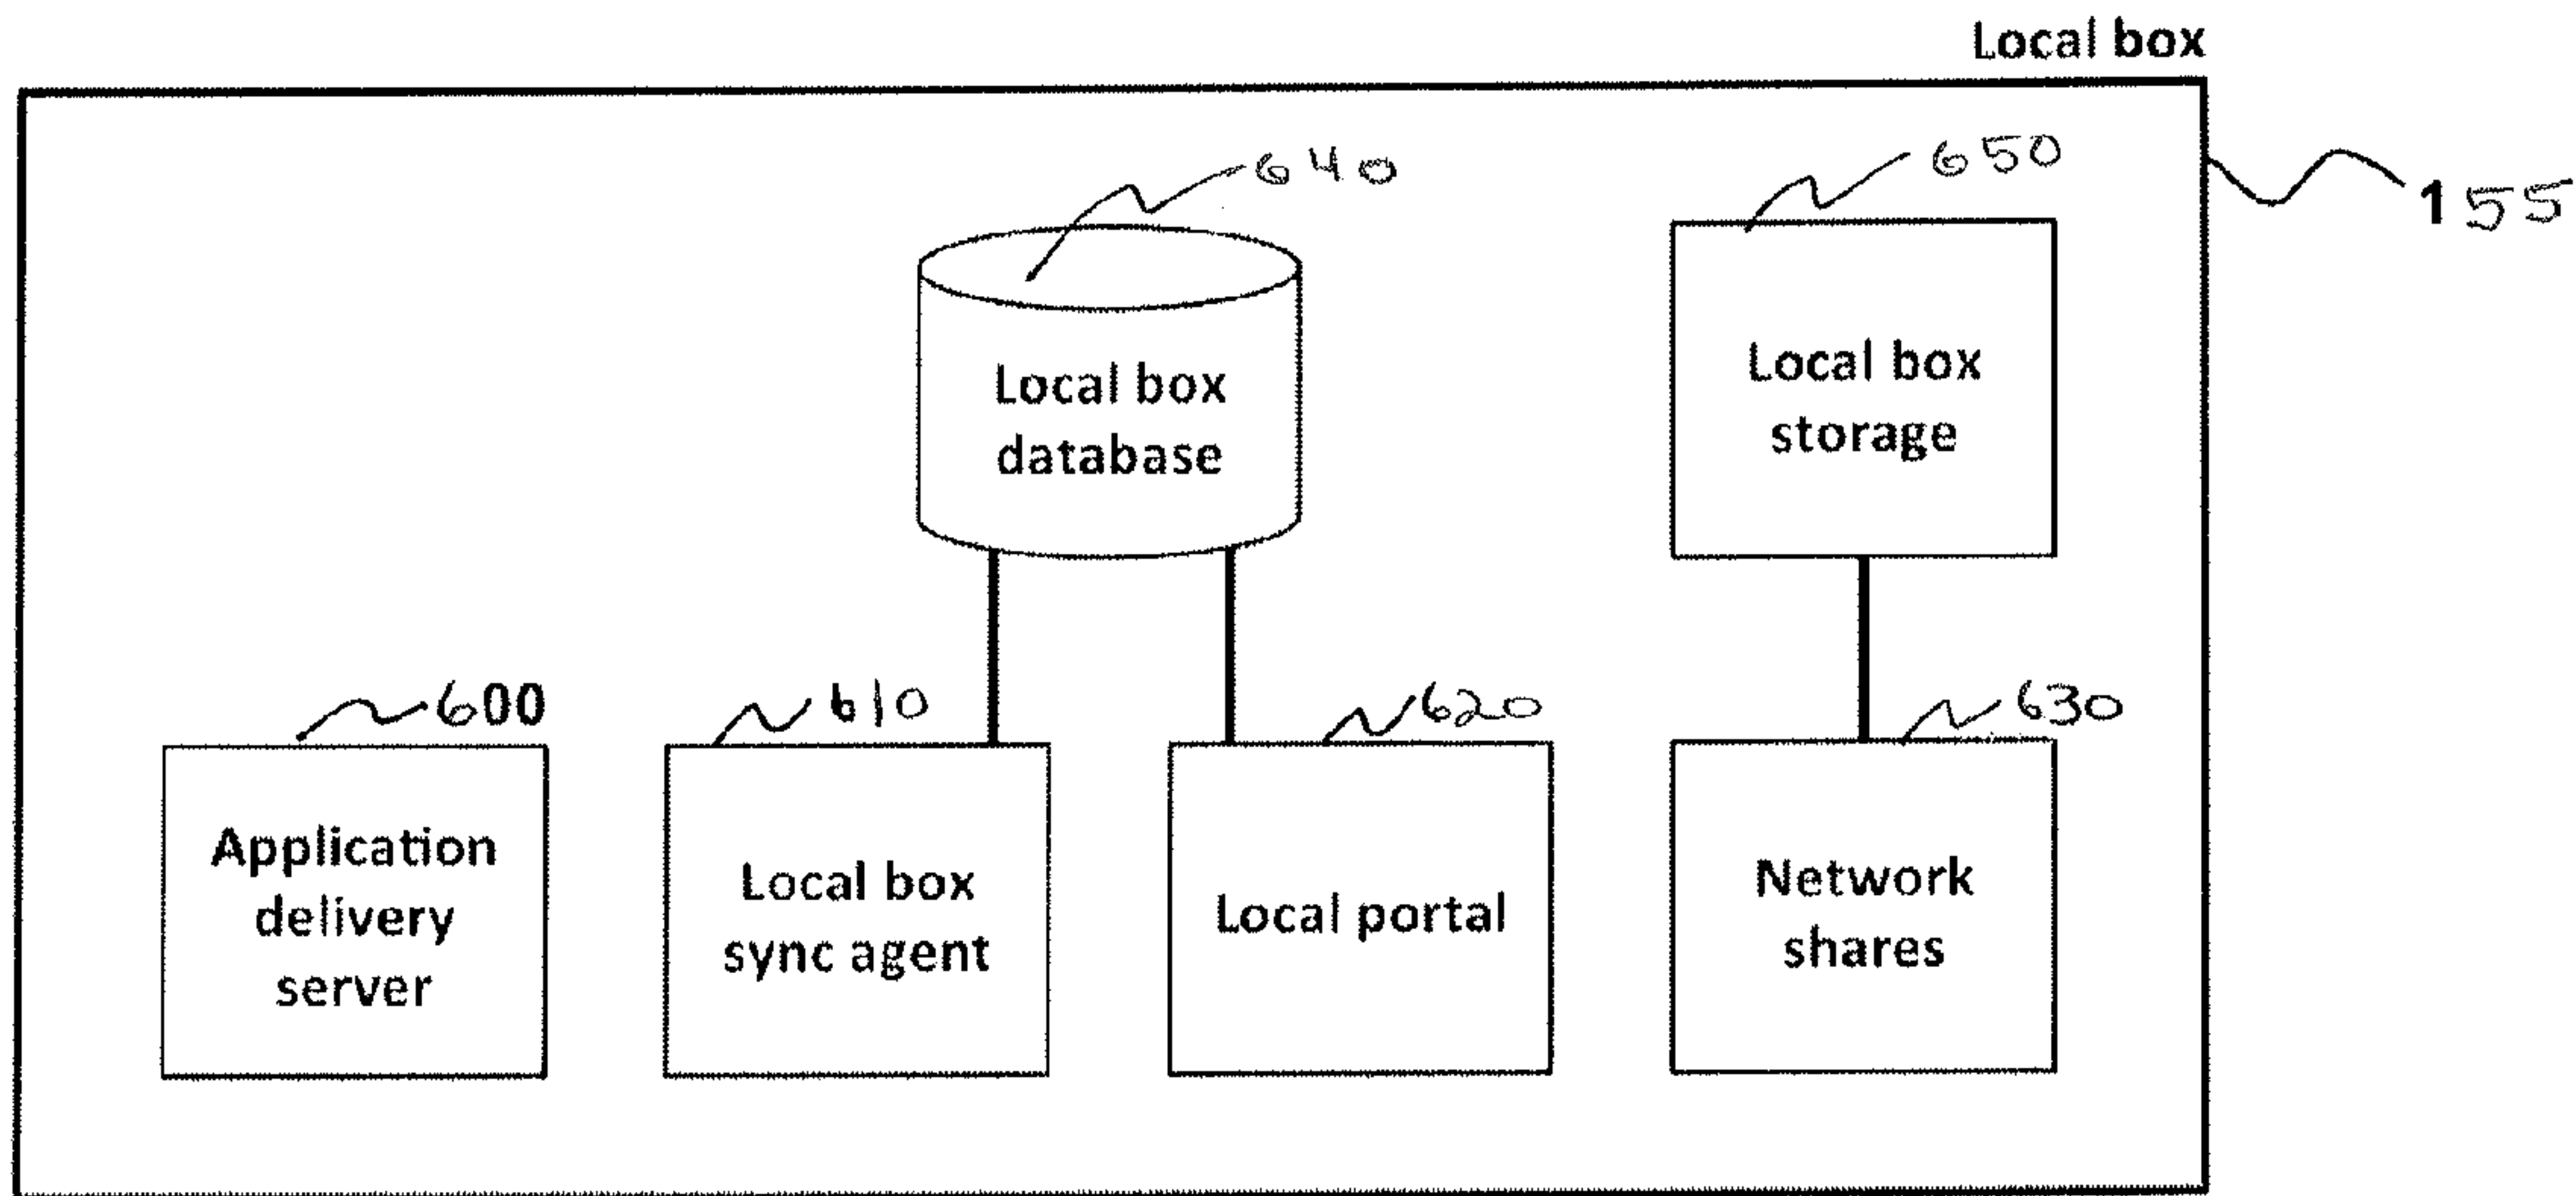 Local box
640
650
155
Local box
database
Local box
storage
600
610
620
630
Application
delivery
server
Local box
sync agent
Local portal
Network
shares